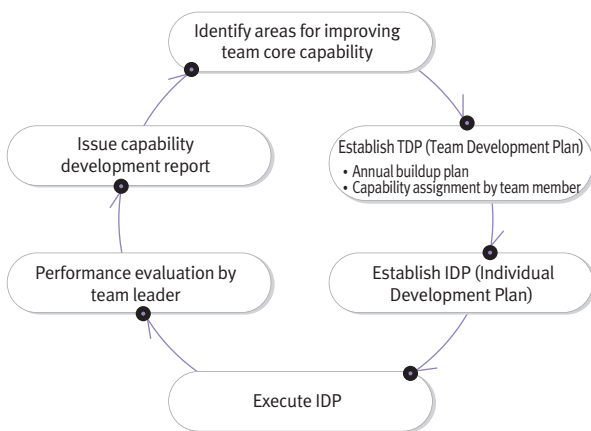 Identify areas for improving
team core capability
Establish TDP (Team Development Plan)
• Annual buildup plan
• Capability assignment by team member
Establish IDP (Individual
Development Plan)
Execute IDP
Performance evaluation by
team leader
Issue capability
development report